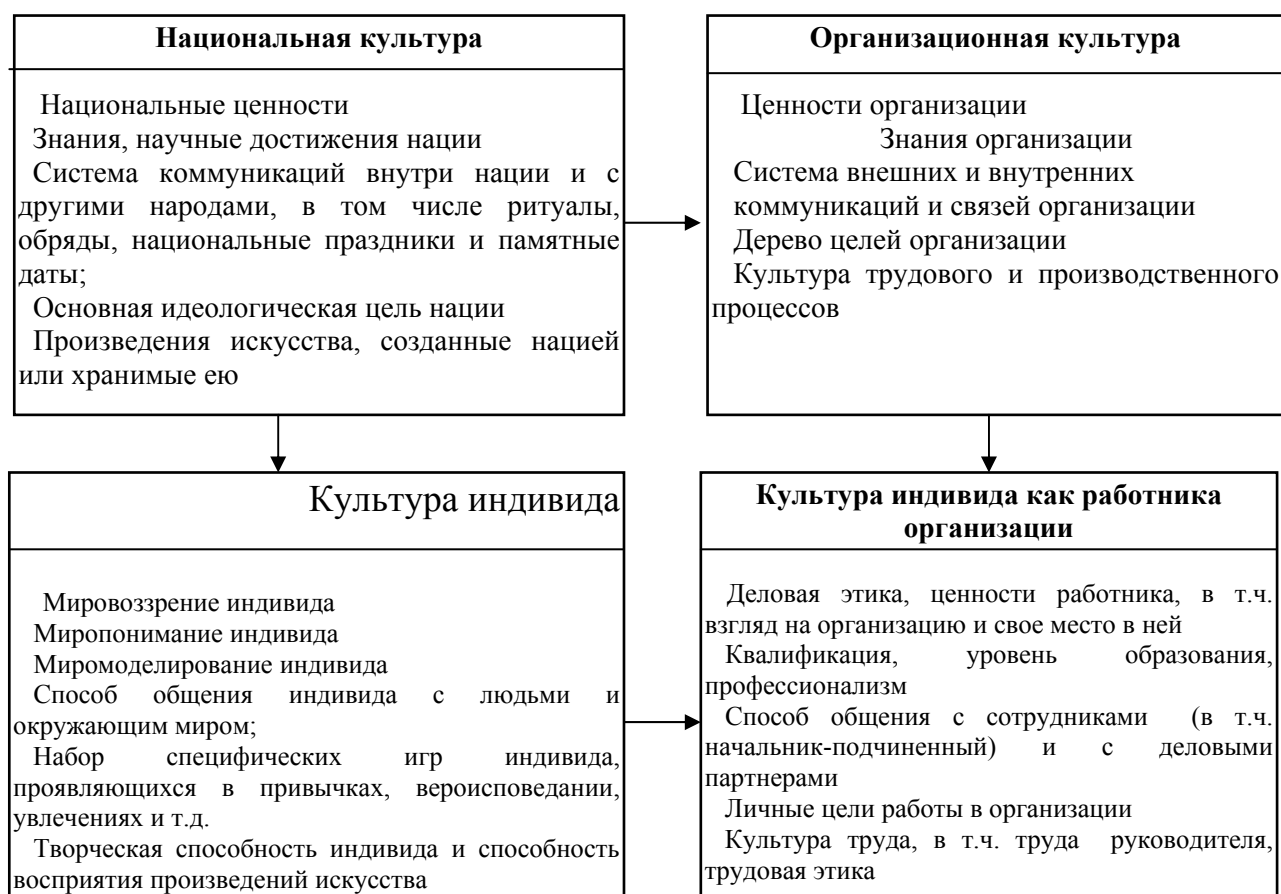 Национальная культура
Национальные ценности
Знания, научные достижения нации
Система коммуникаций внутри нации и с
другими народами, в том числе ритуалы,
обряды, национальные праздники и памятные
даты;
Основная идеологическая цель нации
Произведения искусства, созданные нацией
или хранимые ею
Организационная культура
Ценности организации
Знания организации
Система внешних и внутренних
коммуникаций и связей организации
Дерево целей организации
Культура трудового и производственного
процессов
Культура индивида
Мировоззрение индивида
Миропонимание индивида
Миромоделирование индивида
Способ общения индивида с людьми и
окружающим миром;
Набор специфических игр индивида,
проявляющихся в привычках, вероисповедании,
увлечениях и т.д.
Творческая способность индивида и способность
восприятия произведений искусства
Культура индивида как работника
организации
Деловая этика, ценности работника, в т.ч.
взгляд на организацию и свое место в ней
Квалификация, уровень образования,
профессионализм
Способ общения с сотрудниками (в т.ч.
начальник-подчиненный) и с деловыми
партнерами
Личные цели работы в организации
Культура труда, в т.ч. труда руководителя,
трудовая этика